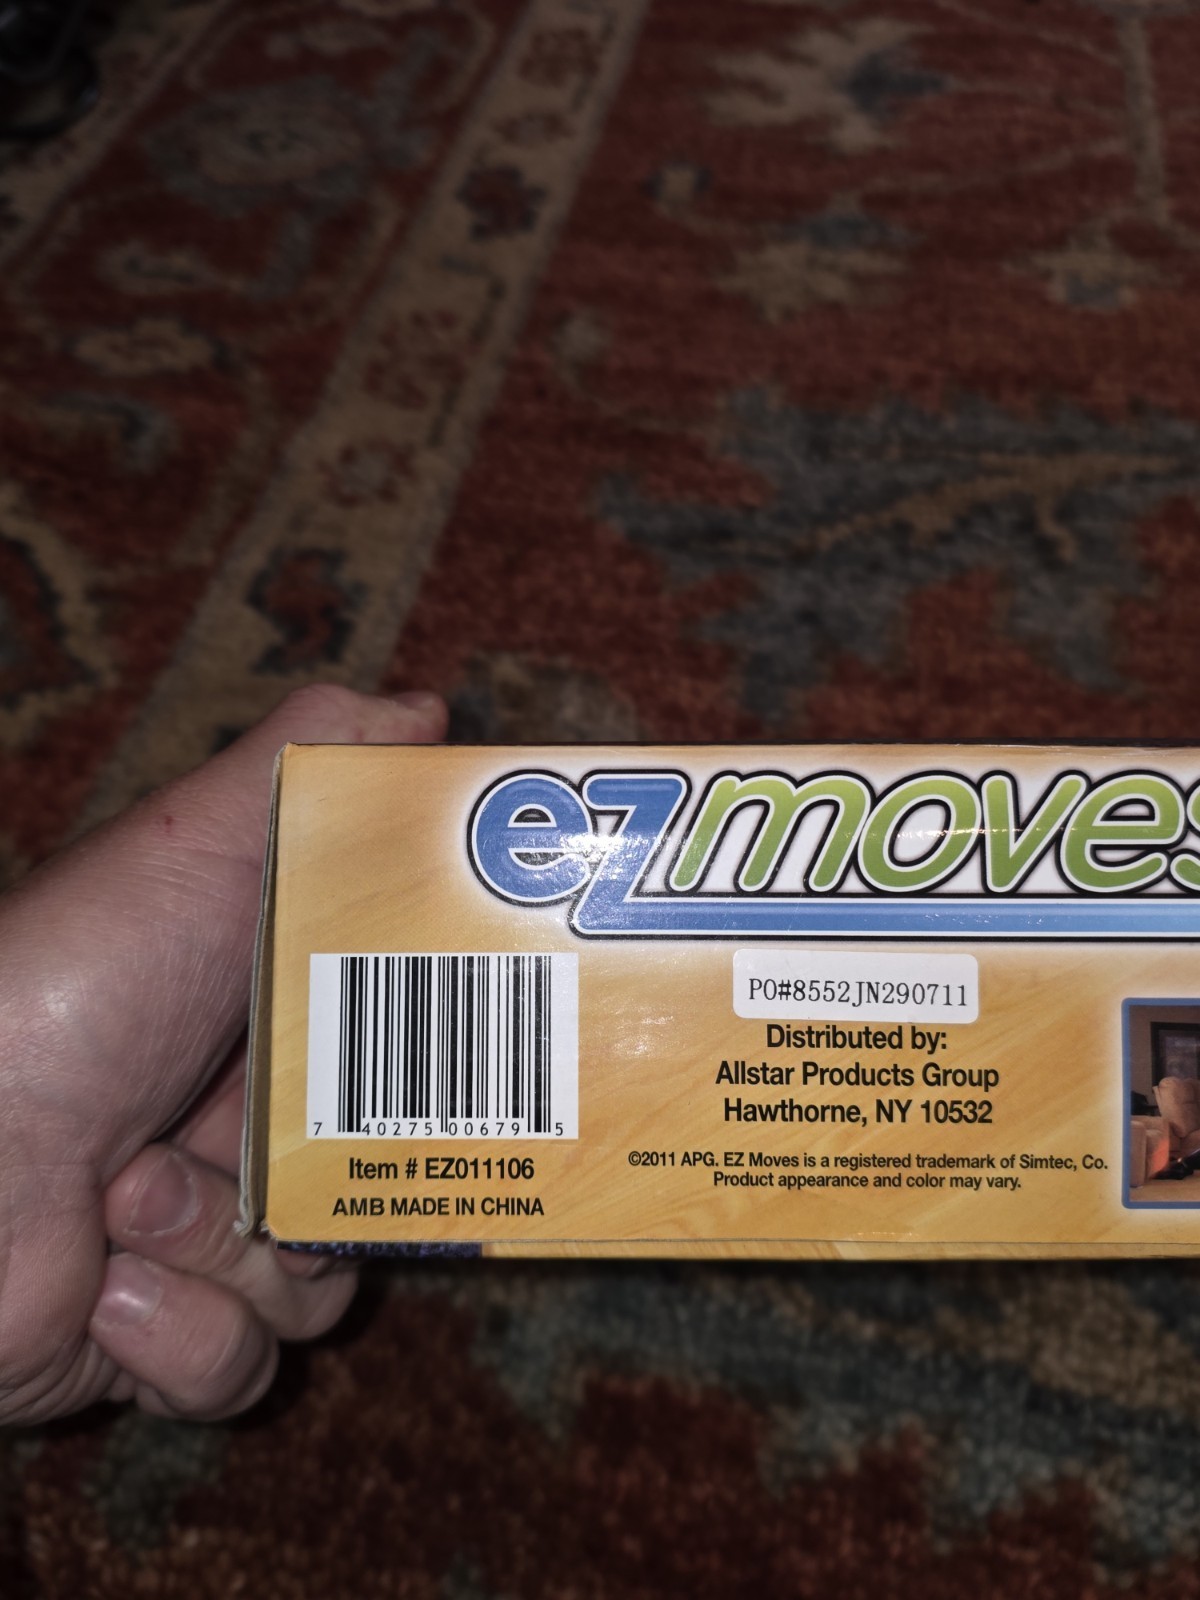 ezmoves
PO#8552JN290711
Distributed by:
Allstar Products Group
Hawthorne, NY 10532
©2011 APG. EZ Moves is a registered trademark of Simtec, Co.
Product appearance and color may vary.
7 40275 00679 5
Item # EZ011106
AMB MADE IN CHINA